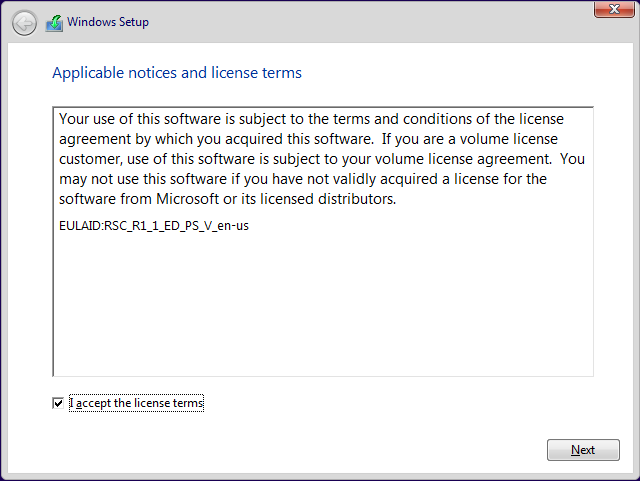 Windows Setup
Applicable notices and license terms
Your use of this software is subject to the terms and conditions of the license
agreement by which you acquired this software.  If you are a volume license
customer, use of this software is subject to your volume license agreement.  You
may not use this software if you have not validly acquired a license for the
software from Microsoft or its licensed distributors.
EULAID:RSC_R1_1_ED_PS_V_en-us
I accept the license terms
Next